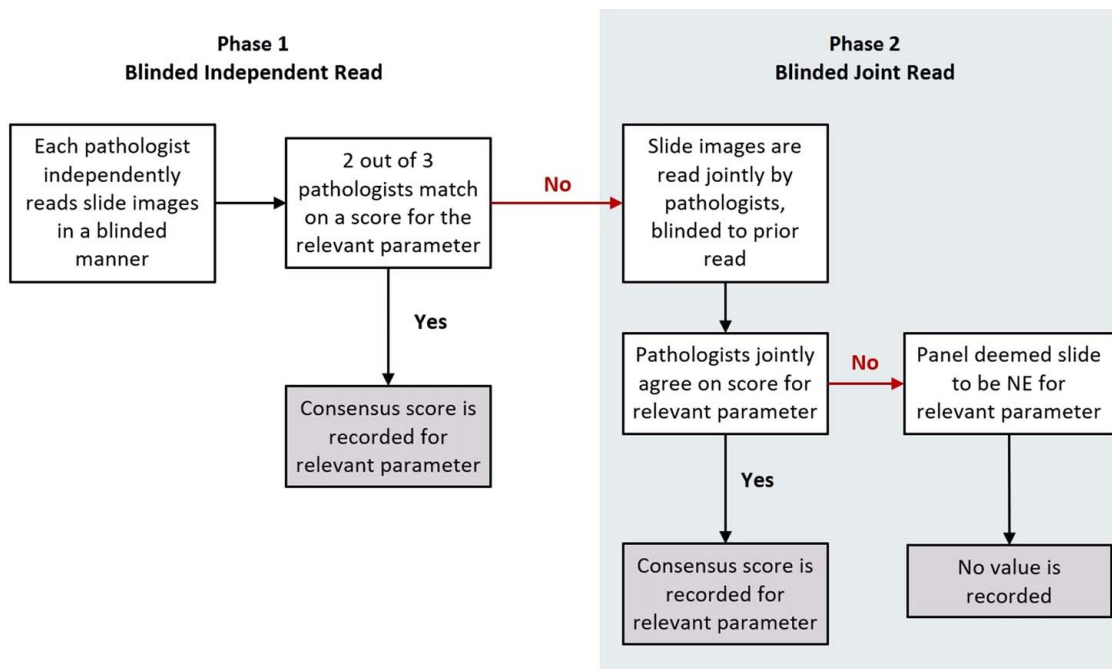 Phase 1
Blinded Independent Read
Each pathologist
independently
reads slide images
in a blinded
manner
2 out of 3
pathologists match
on a score for the
relevant parameter
Yes
Consensus score is
recorded for
relevant parameter
No
Phase 2
Blinded Joint Read
Slide images are
read jointly by
pathologists,
blinded to prior
read
Pathologists jointly
agree on score for
relevant parameter
No
Panel deemed slide
to be NE for
relevant parameter
Yes
Consensus score is
recorded for
relevant parameter
No value is
recorded